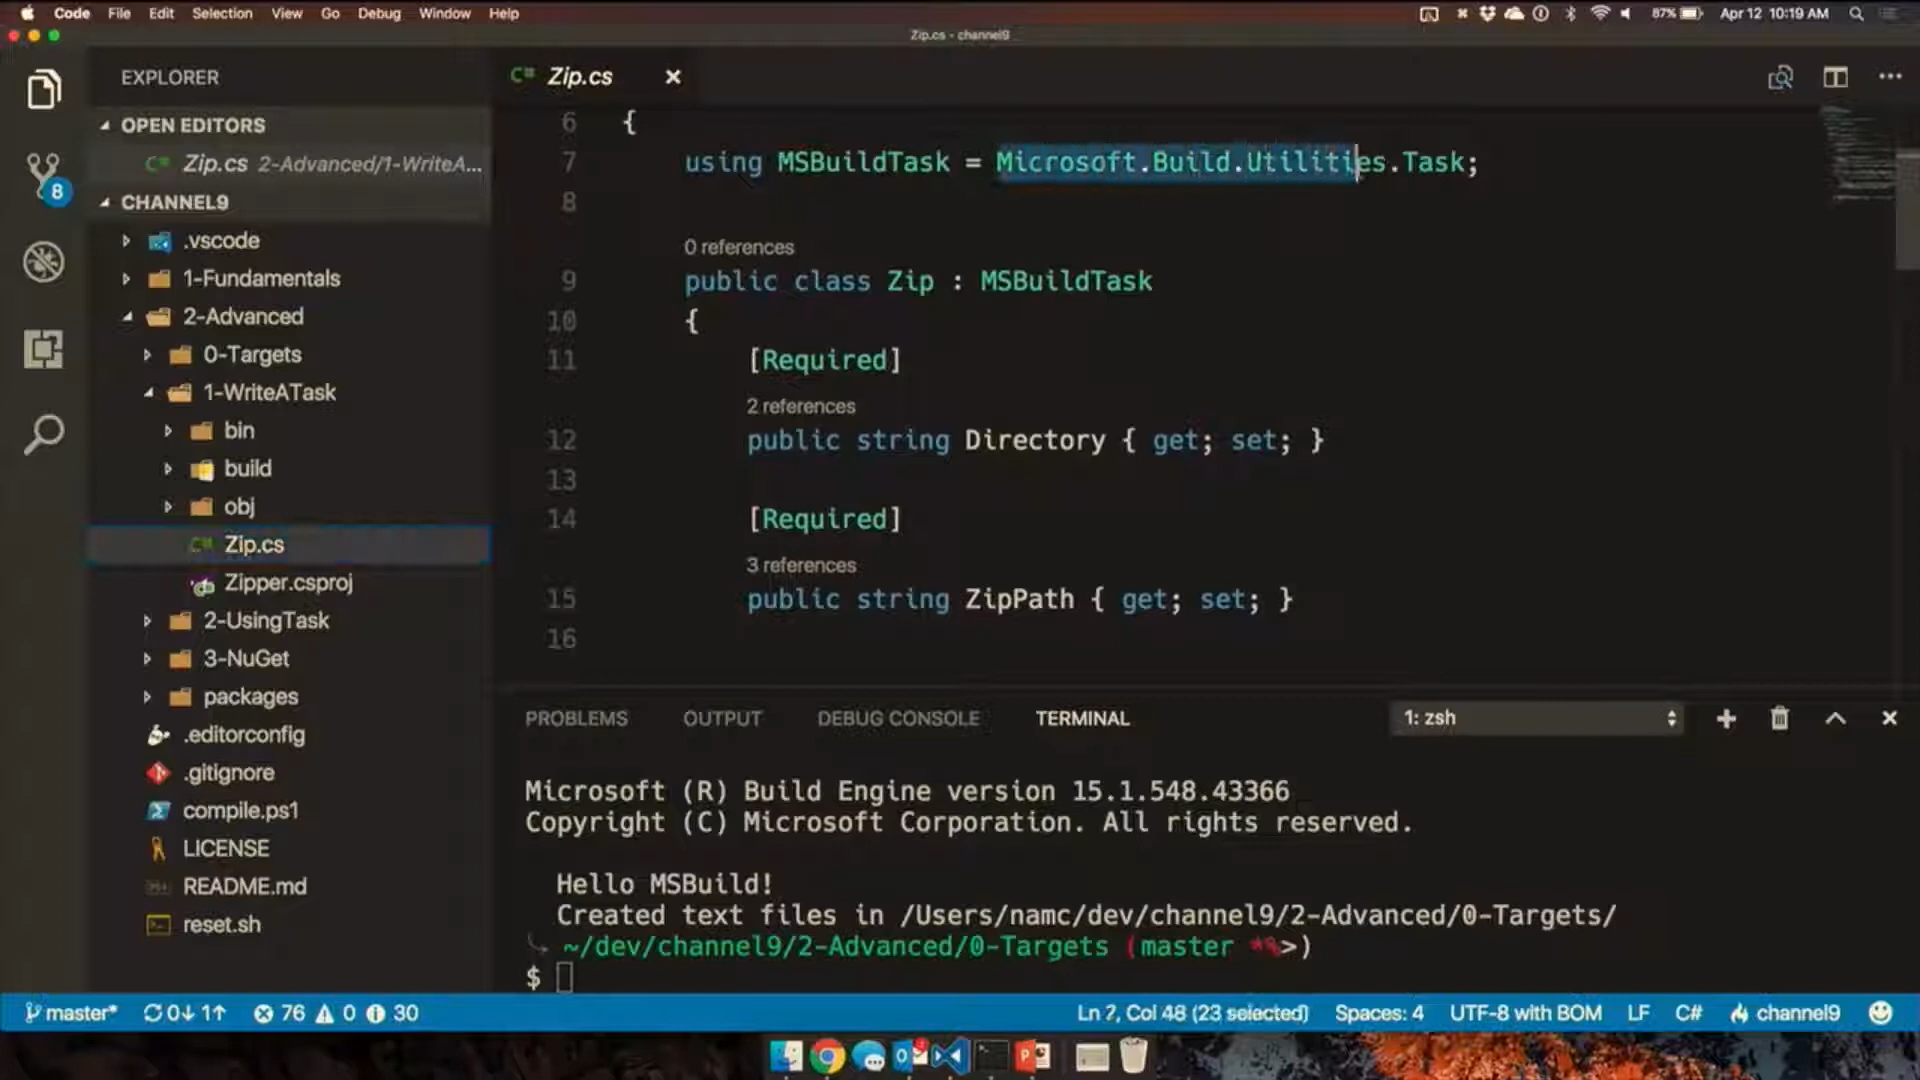 Code File Edit Selection View Go Debug Window Help
87% Apr 12 10:19 AM
Zip.cs - channel9
EXPLORER
OPEN EDITORS
C# Zip.cs 2-Advanced/1-WriteA...
8
CHANNEL9
.vscode
1-Fundamentals
2-Advanced
0-Targets
1-WriteATask
bin
build
obj
C# Zip.cs
Zipper.csproj
2-UsingTask
3-NuGet
packages
.editorconfig
.gitignore
compile.ps1
LICENSE
README.md
reset.sh
C# Zip.cs
6 {
7 using MSBuildTask = Microsoft.Build.Utilities.Task;
8
0 references
9 public class Zip : MSBuildTask
10 {
11 [Required]
2 references
12 public string Directory { get; set; }
13
14 [Required]
3 references
15 public string ZipPath { get; set; }
16
PROBLEMS OUTPUT DEBUG CONSOLE TERMINAL 1: zsh
Microsoft (R) Build Engine version 15.1.548.43366
Copyright (C) Microsoft Corporation. All rights reserved.
Hello MSBuild!
Created text files in /Users/namc/dev/channel9/2-Advanced/0-Targets/
~/dev/channel9/2-Advanced/0-Targets (master *%>)
$
master* 0↓ 1↑ 76 0 30 Ln 7, Col 48 (23 selected) Spaces: 4 UTF-8 with BOM LF C# channel9